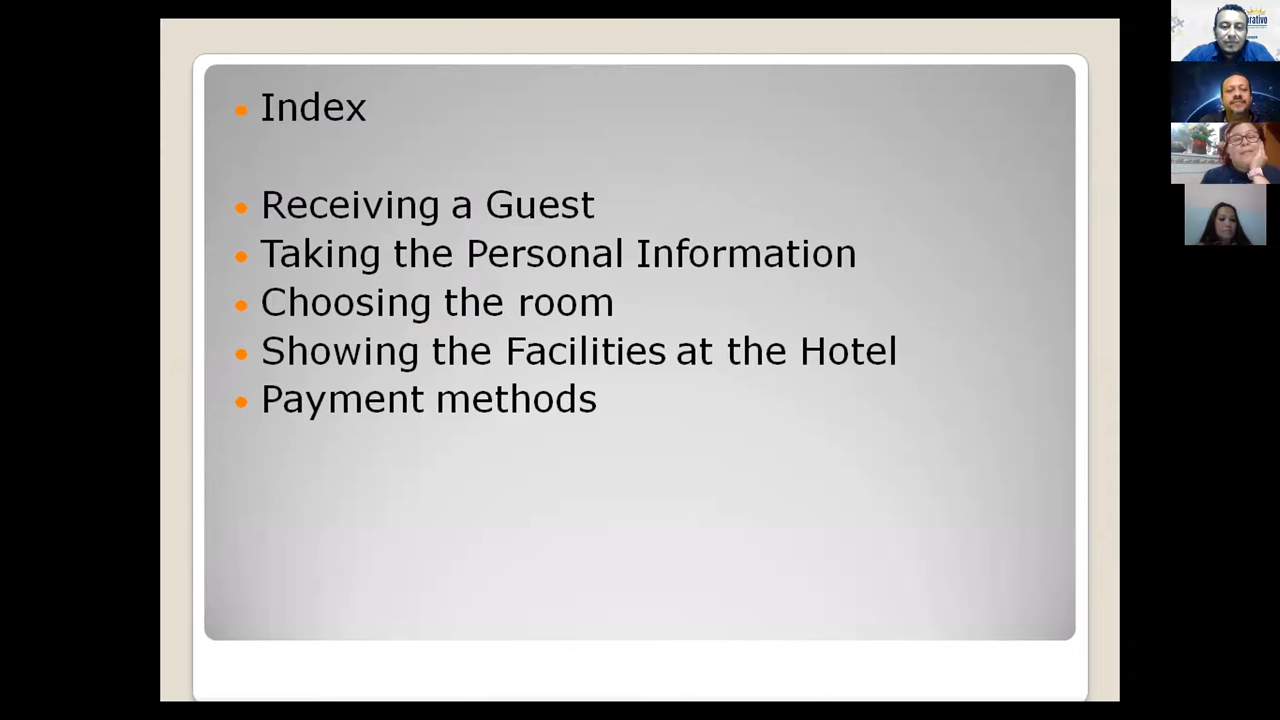 Index
Receiving a Guest
Taking the Personal Information
Choosing the room
Showing the Facilities at the Hotel
Payment methods